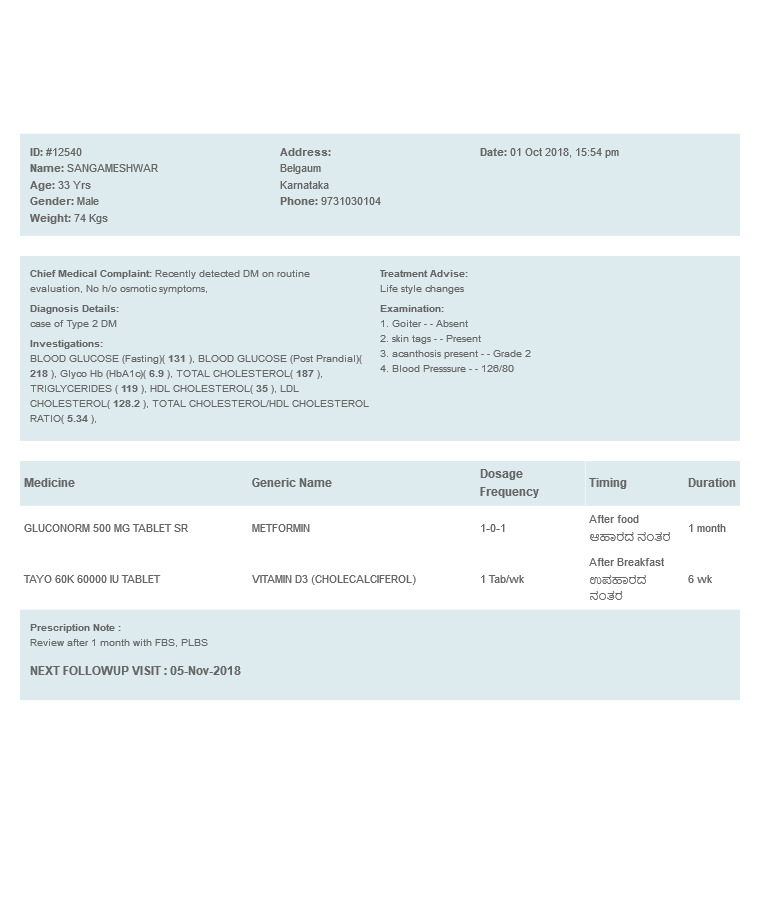 ID: #12540
Name: SANGAMESHWAR
Age: 33 Yrs
Gender: Male
Weight: 74 Kgs
Address:
Belgaum
Karnataka
Phone: 9731030104
Date: 01 Oct 2018, 15:54 pm
Chief Medical Complaint: Recently detected DM on routine
evaluation, No h/o osmotic symptoms,
Diagnosis Details:
case of Type 2 DM
Investigations:
BLOOD GLUCOSE (Fasting)( 131 ), BLOOD GLUCOSE (Post Prandial)(
218 ), Glyco Hb (HbA1c)( 6.9 ), TOTAL CHOLESTEROL( 187 ),
TRIGLYCERIDES ( 119 ), HDL CHOLESTEROL( 35 ), LDL
CHOLESTEROL( 128.2 ), TOTAL CHOLESTEROL/HDL CHOLESTEROL
RATIO( 5.34 ),
Treatment Advise:
Life style changes
Examination:
1. Goiter - - Absent
2. skin tags - - Present
3. acanthosis present - - Grade 2
4. Blood Presssure - - 126/80
Medicine Generic Name Dosage Frequency Timing Duration
GLUCONORM 500 MG TABLET SR METFORMIN 1-0-1 After food 1 month
ಆಹಾರದ ನಂತರ
TAYO 60K 60000 IU TABLET VITAMIN D3 (CHOLECALCIFEROL) 1 Tab/wk After Breakfast 6 wk
ಉಪಹಾರದ
ನಂತರ
Prescription Note :
Review after 1 month with FBS, PLBS
NEXT FOLLOWUP VISIT : 05-Nov-2018